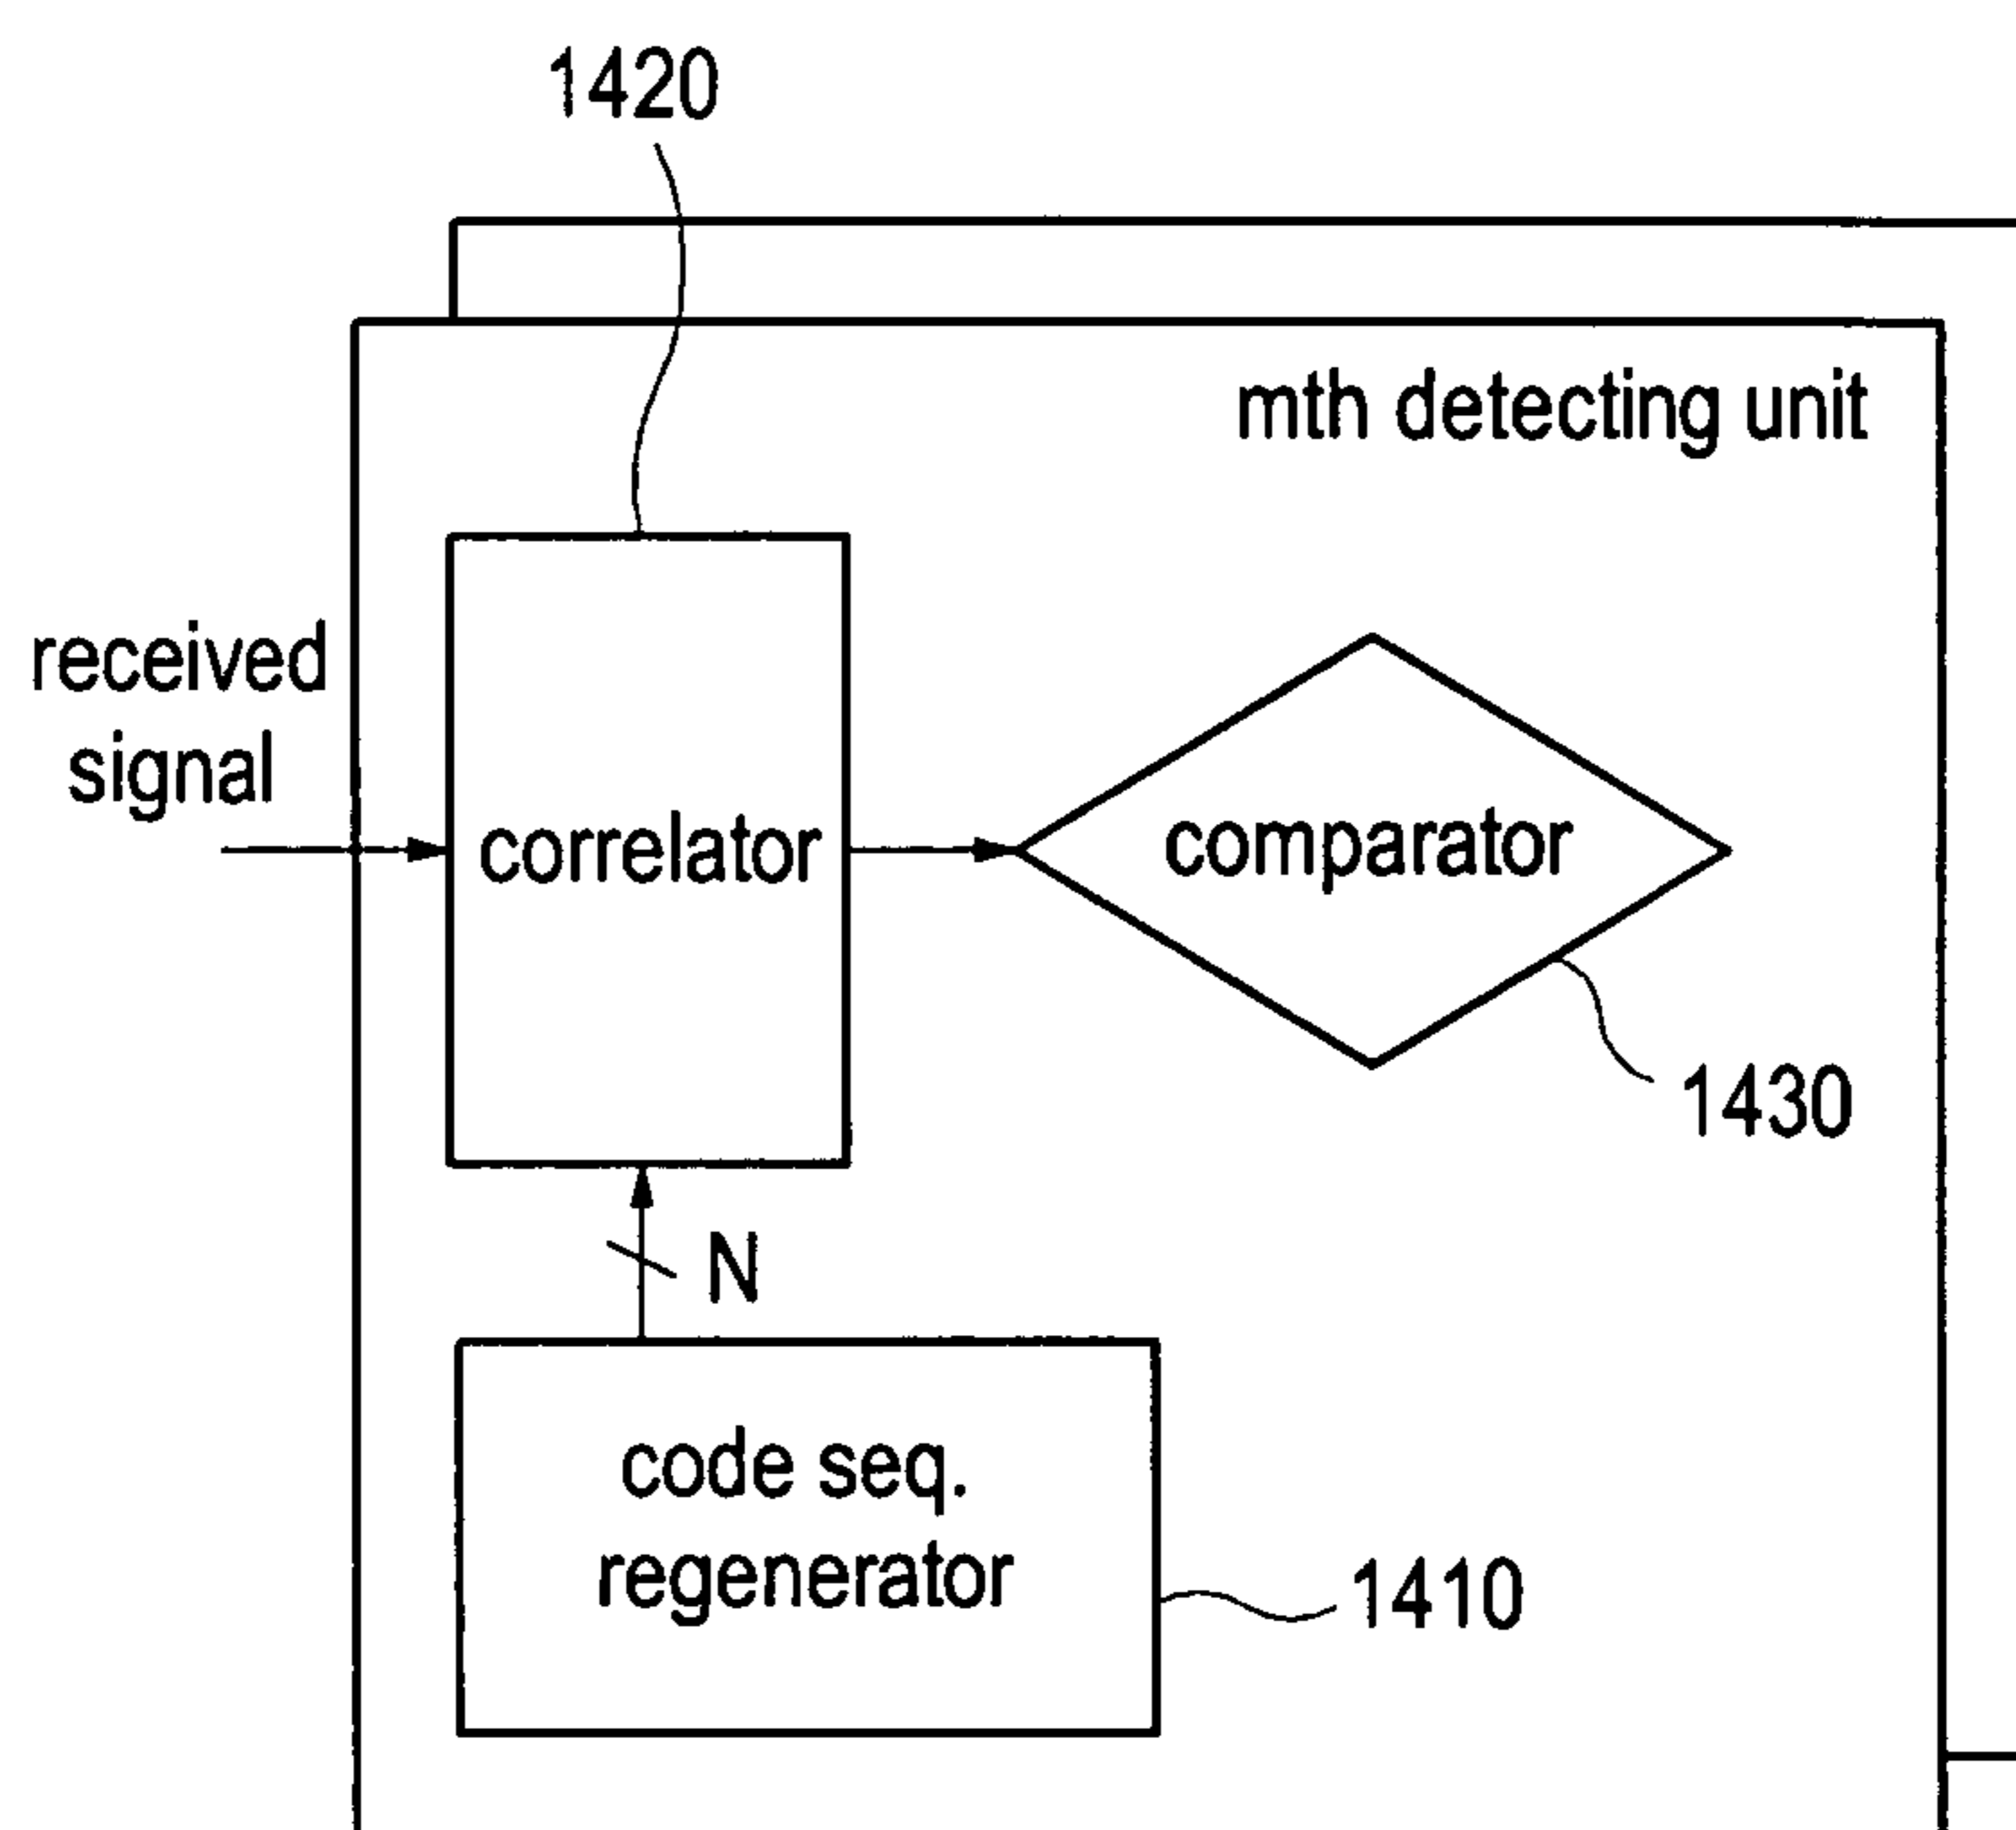 1420
mth detecting unit
received
signal
correlator
comparator
1430
N
code seq.
regenerator
1410